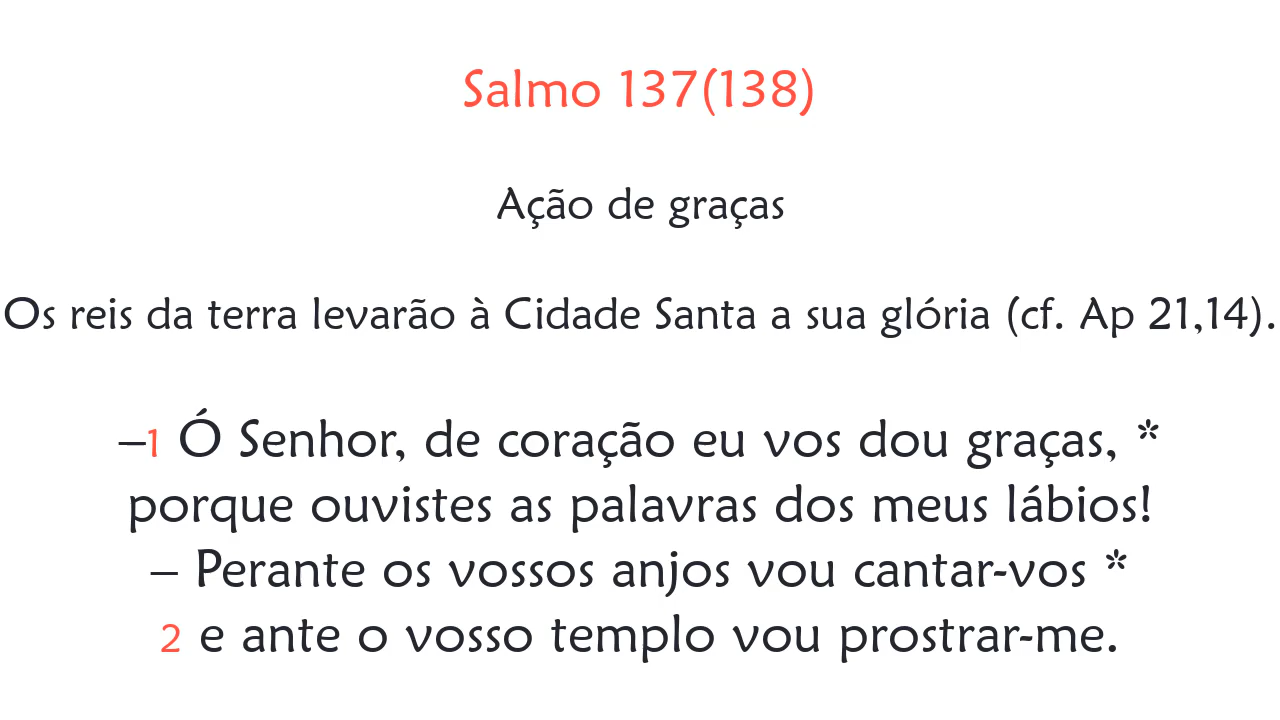 Salmo 137(138)
Ação de graças
Os reis da terra levarão à Cidade Santa a sua glória (cf. Ap 21,14).
–1 Ó Senhor, de coração eu vos dou graças, *
porque ouvistes as palavras dos meus lábios!
– Perante os vossos anjos vou cantar-vos *
2 e ante o vosso templo vou prostrar-me.